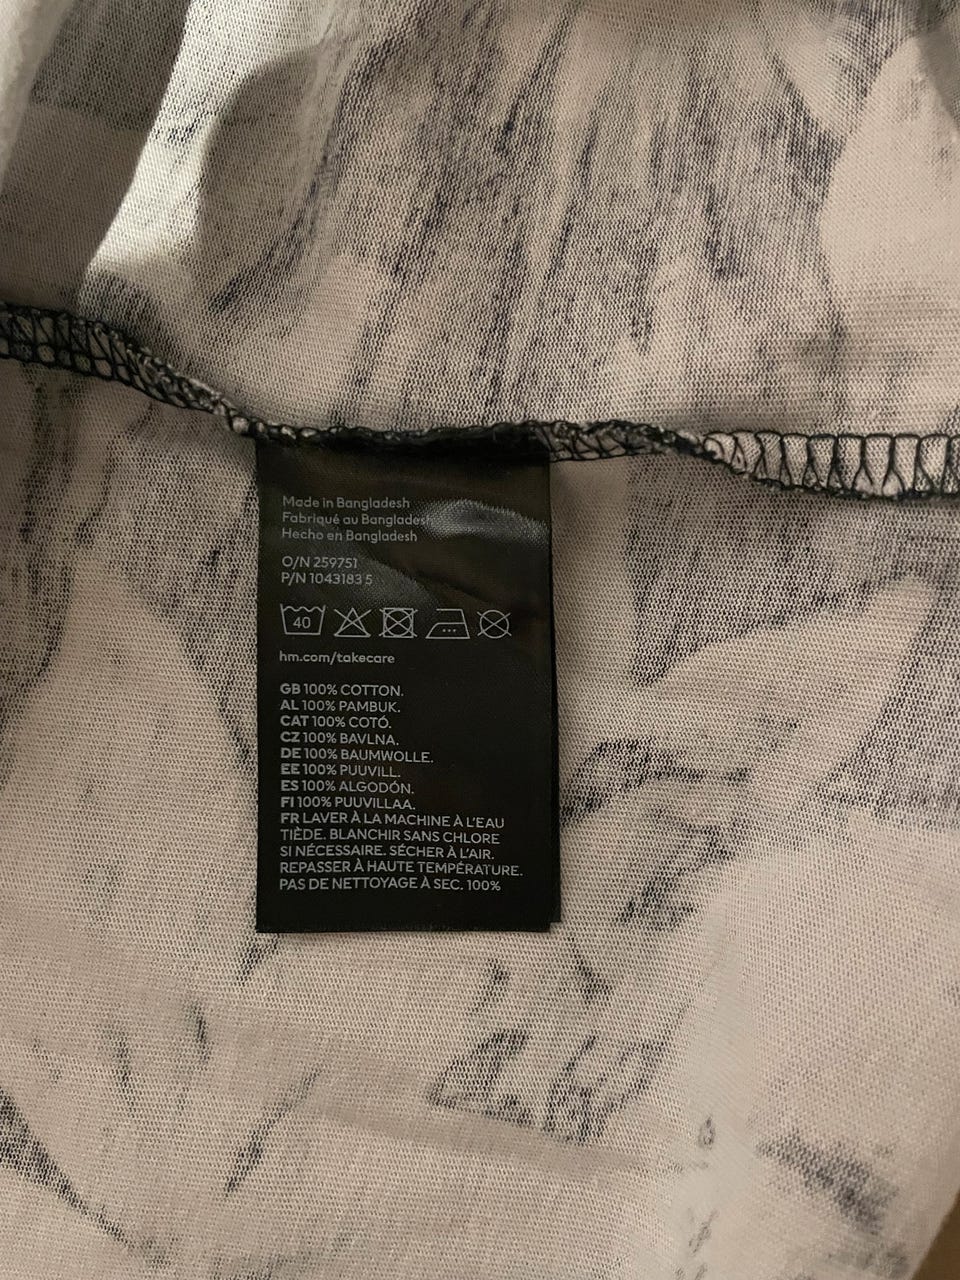 Made in Bangladesh
Fabriqué au Bangladesh
Hecho en Bangladesh
O/N 259751
P/N 1043183 5
40
hm.com/takecare
GB 100% COTTON.
AL 100% PAMBUK.
CAT 100% COTÓ.
CZ 100% BAVLNA.
DE 100% BAUMWOLLE.
EE 100% PUUVILL.
ES 100% ALGODÓN.
FI 100% PUUVILLAA.
FR LAVER À LA MACHINE À L'EAU
TIÈDE. BLANCHIR SANS CHLORE
SI NÉCESSAIRE. SÉCHER À L'AIR.
REPASSER À HAUTE TEMPÉRATURE.
PAS DE NETTOYAGE À SEC. 100%